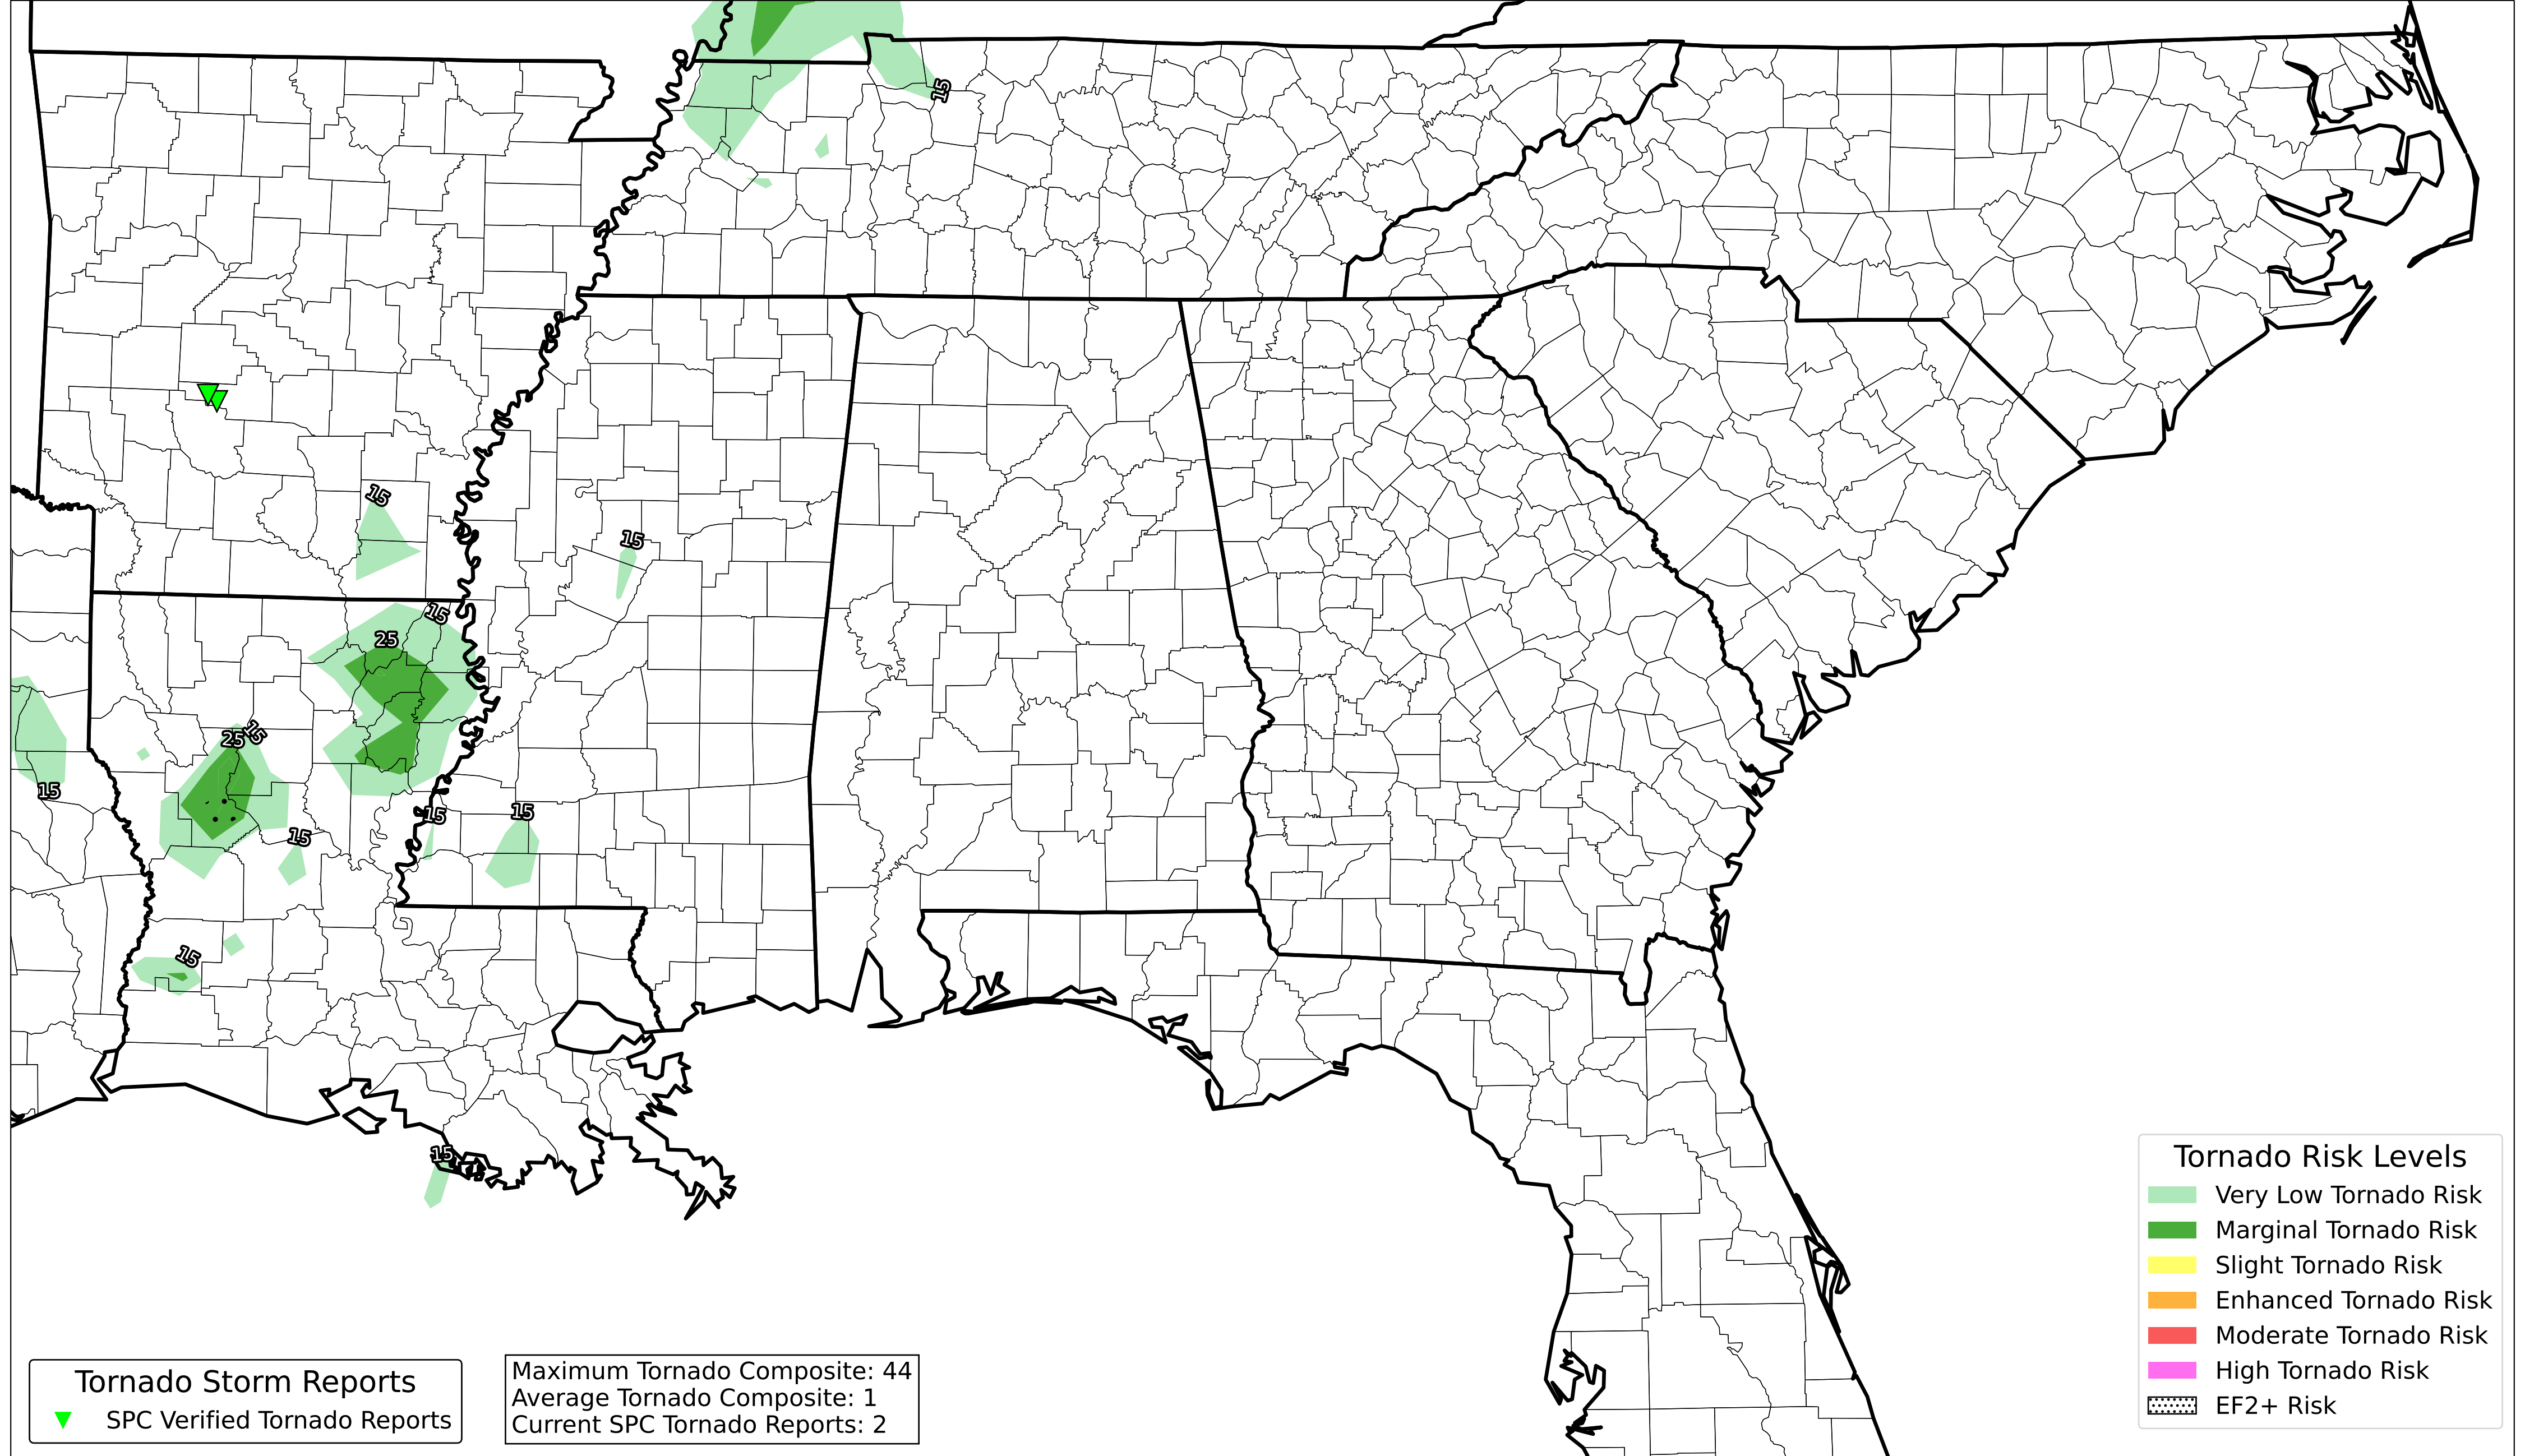 15
15
15
15
25
15
25
15
15
15
15
15
15
Tornado Risk Levels
Very Low Tornado Risk
Marginal Tornado Risk
Slight Tornado Risk
Enhanced Tornado Risk
Moderate Tornado Risk
High Tornado Risk
EF2+ Risk
Tornado Storm Reports
SPC Verified Tornado Reports
Maximum Tornado Composite: 44
Average Tornado Composite: 1
Current SPC Tornado Reports: 2